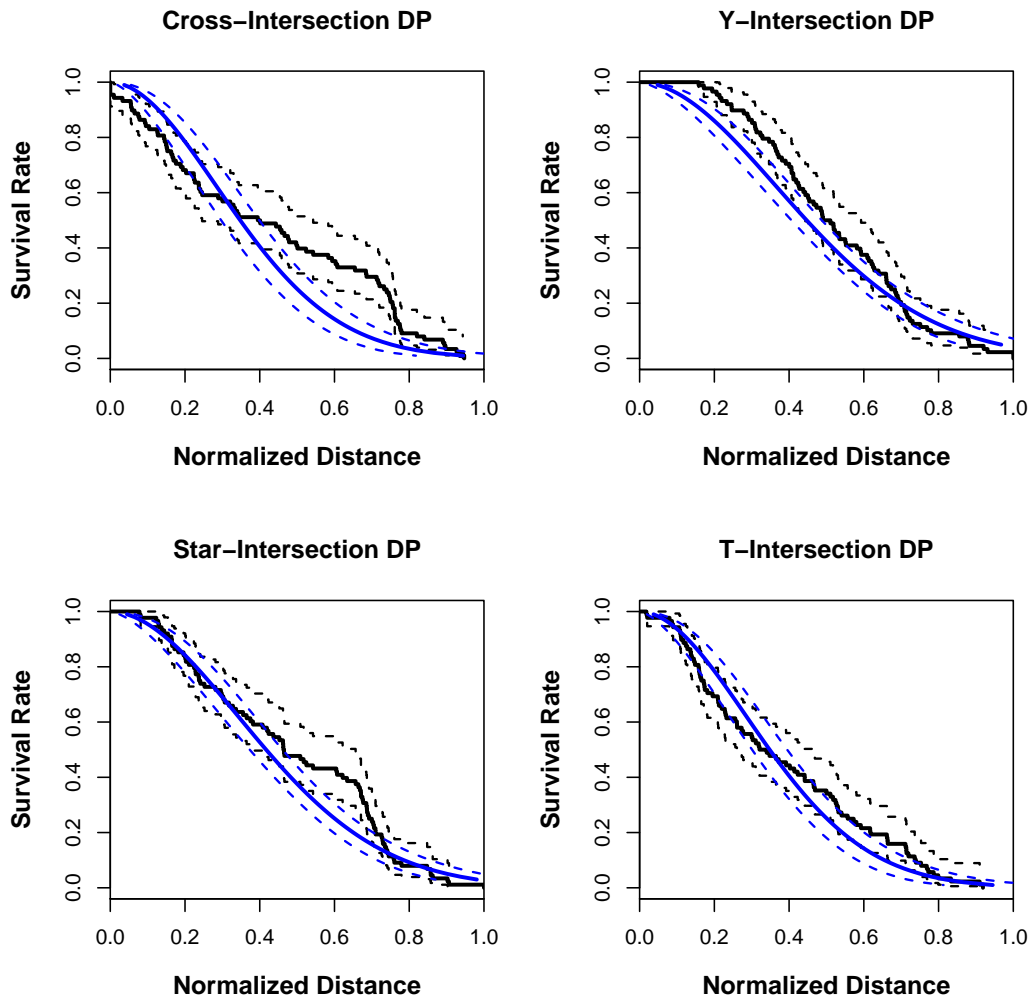 Cross−Intersection DP
Survival Rate
1.0
0.8
0.6
0.4
0.2
0.0
0.0 0.2 0.4 0.6 0.8 1.0
Normalized Distance
Y−Intersection DP
Survival Rate
1.0
0.8
0.6
0.4
0.2
0.0
0.0 0.2 0.4 0.6 0.8 1.0
Normalized Distance
Star−Intersection DP
Survival Rate
1.0
0.8
0.6
0.4
0.2
0.0
0.0 0.2 0.4 0.6 0.8 1.0
Normalized Distance
T−Intersection DP
Survival Rate
1.0
0.8
0.6
0.4
0.2
0.0
0.0 0.2 0.4 0.6 0.8 1.0
Normalized Distance